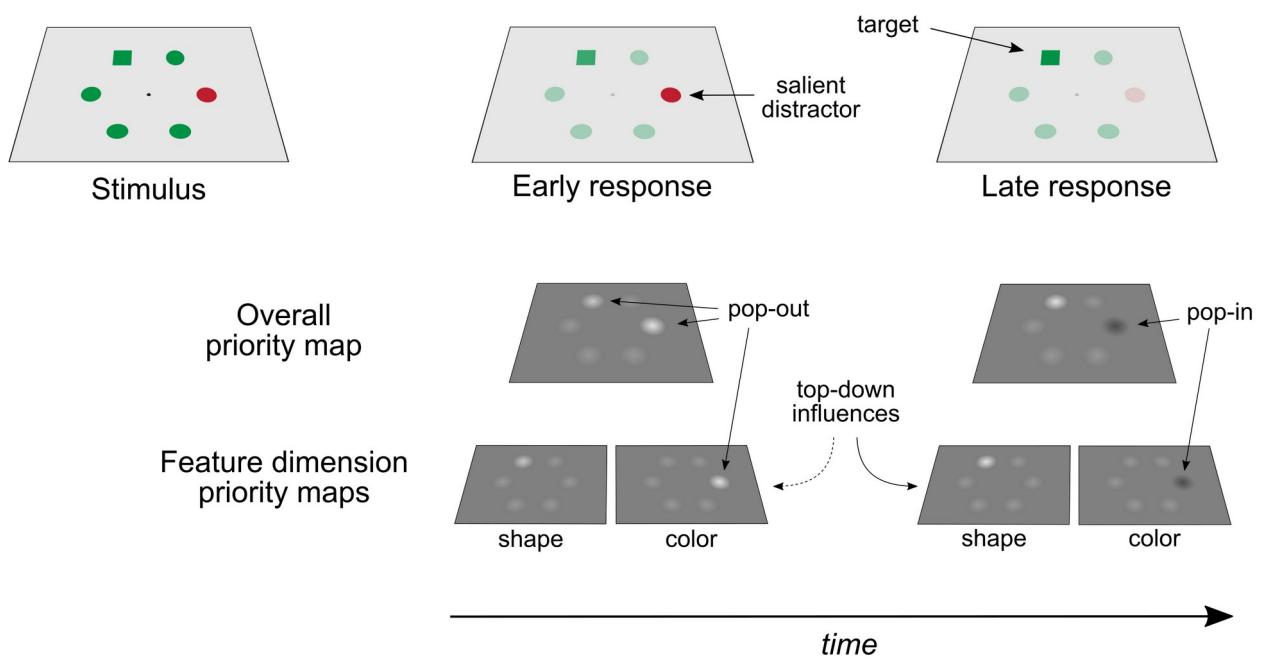 target
salient
distractor
Stimulus
Early response
Late response
Overall
priority map
pop-out
pop-in
top-down
influences
Feature dimension
priority maps
shape
color
shape
color
time